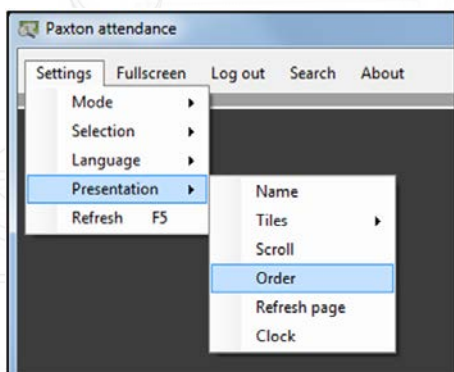 Paxton attendance
Settings Fullscreen Log out Search About
Mode
Selection
Language
Presentation
Refresh F5
Name
Tiles
Scroll
Order
Refresh page
Clock